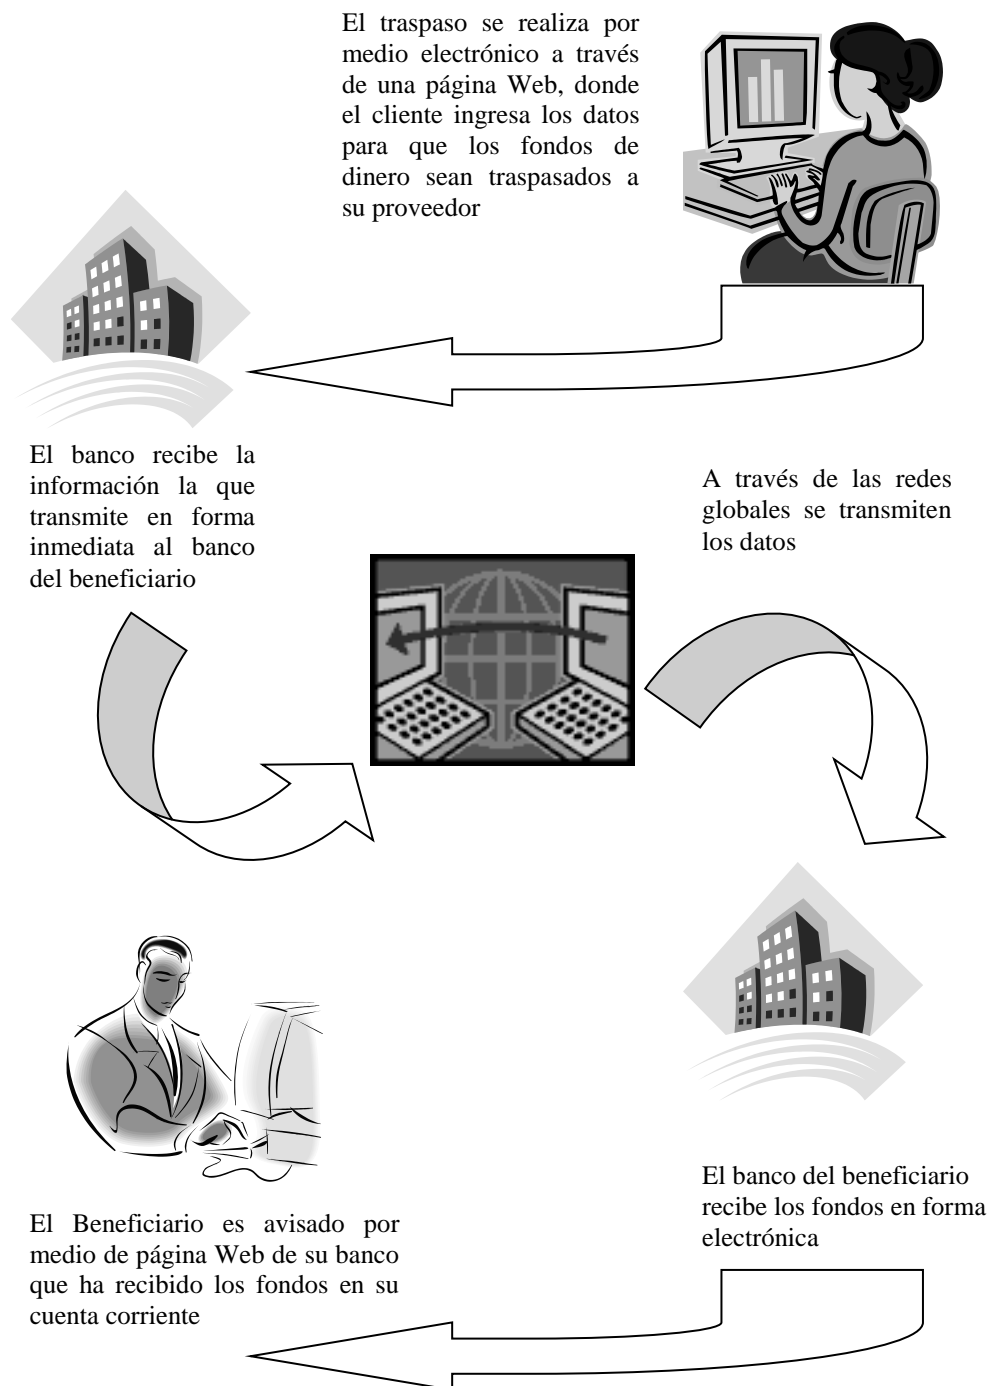 El traspaso se realiza por
medio electrónico a través
de una página Web, donde
el cliente ingresa los datos
para que los fondos de
dinero sean traspasados a
su proveedor
El banco recibe la
información la que
transmite en forma
inmediata al banco
del beneficiario
A través de las redes
globales se transmiten
los datos
El banco del beneficiario
recibe los fondos en forma
electrónica
El Beneficiario es avisado por
medio de página Web de su banco
que ha recibido los fondos en su
cuenta corriente